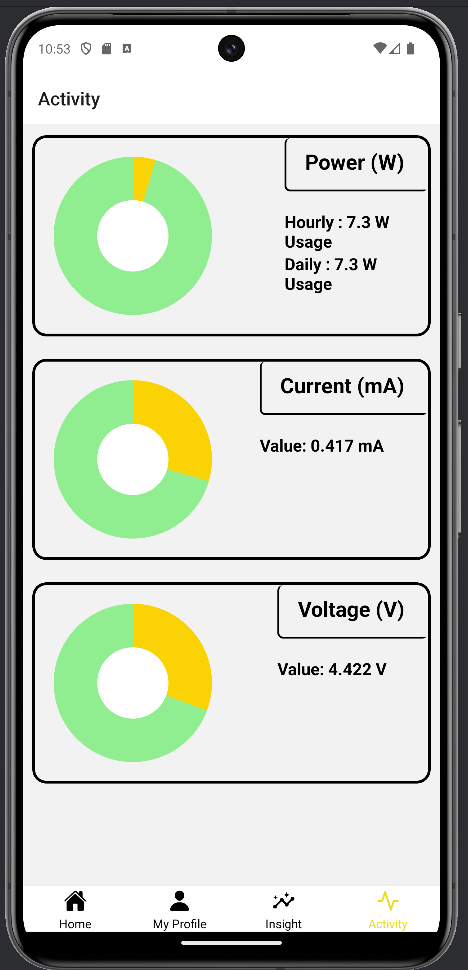 10:53
Activity
Power (W)
Hourly : 7.3 W
Usage
Daily : 7.3 W
Usage
Current (mA)
Value: 0.417 mA
Voltage (V)
Value: 4.422 V
Home
My Profile
Insight
Activity